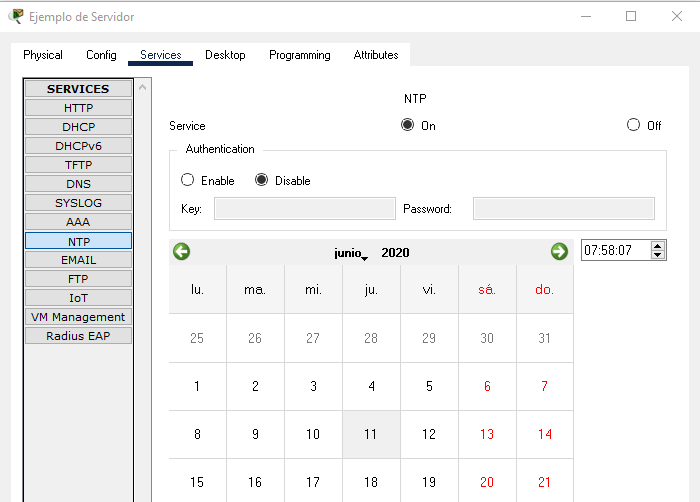 Ejemplo de Servidor
Physical Config Services Desktop Programming Attributes
SERVICES
HTTP
DHCP
DHCPv6
TFTP
DNS
SYSLOG
AAA
NTP
EMAIL
FTP
IoT
VM Management
Radius EAP
NTP
Service On Off
Authentication
Enable Disable
Key: Password:
junio 2020 07:58:07
lu. ma. mi. ju. vi. sá. do.
25 26 27 28 29 30 31
1 2 3 4 5 6 7
8 9 10 11 12 13 14
15 16 17 18 19 20 21